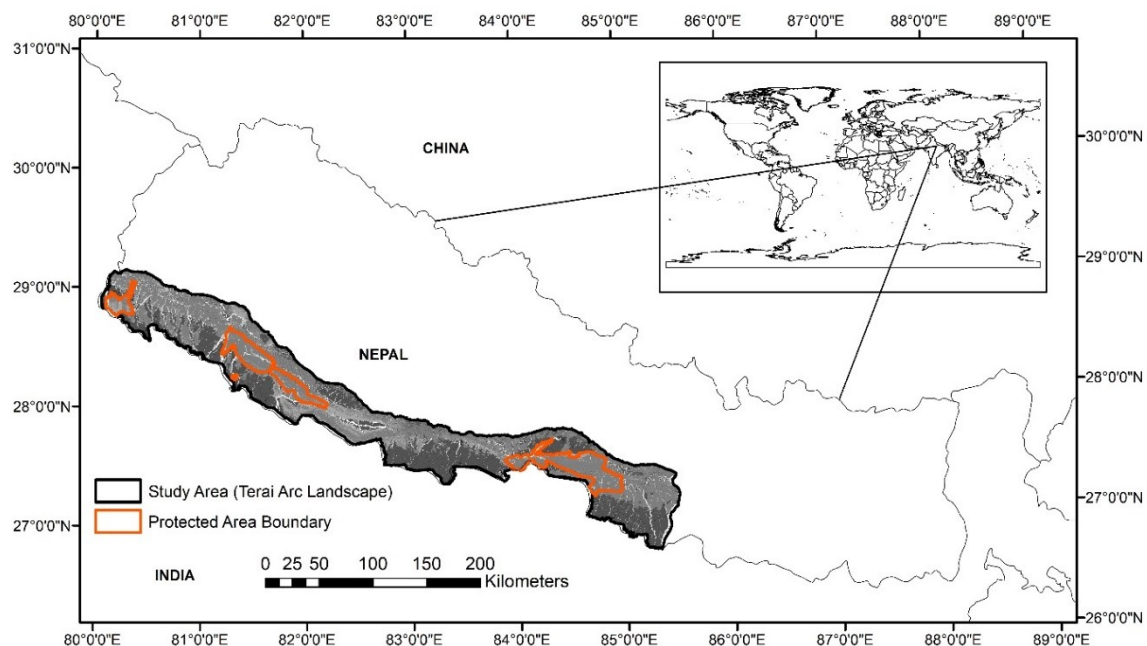 80°0'0"E 81°0'0"E 82°0'0"E 83°0'0"E 84°0'0"E 85°0'0"E 86°0'0"E 87°0'0"E 88°0'0"E 89°0'0"E
31°0'0"N
30°0'0"N
30°0'0"N
CHINA
29°0'0"N
29°0'0"N
NEPAL
28°0'0"N
28°0'0"N
Study Area (Terai Arc Landscape)
27°0'0"N
Protected Area Boundary
27°0'0"N
INDIA
0 25 50 100 150 200
Kilometers
26°0'0"N
80°0'0"E 81°0'0"E 82°0'0"E 83°0'0"E 84°0'0"E 85°0'0"E 86°0'0"E 87°0'0"E 88°0'0"E 89°0'0"E